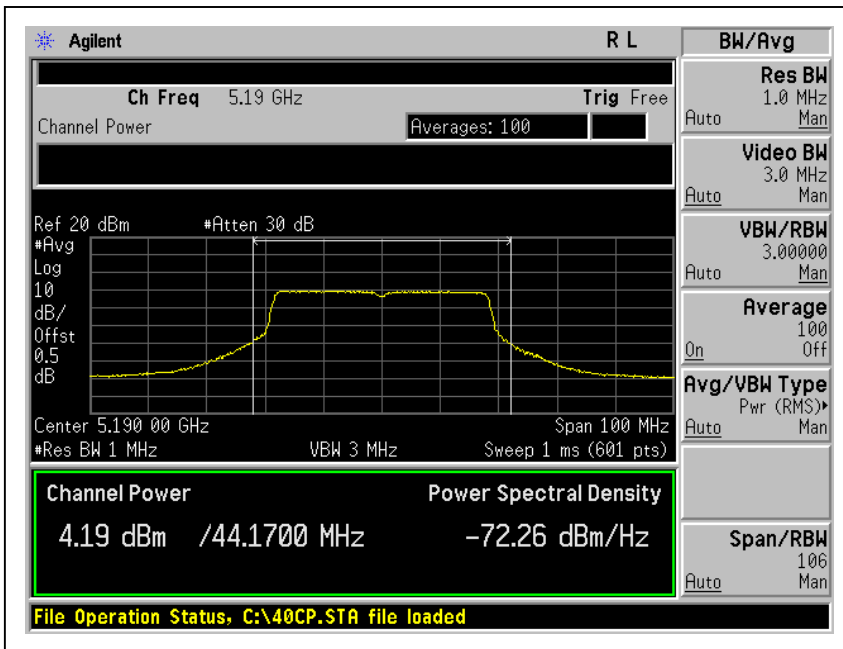 Agilent R L
Ch Freq 5.19 GHz Trig Free
Channel Power Averages: 100
Ref 20 dBm #Atten 30 dB
#Avg
Log
10
dB/
Offst
0.5
dB
Center 5.190 00 GHz Span 100 MHz
#Res BW 1 MHz VBW 3 MHz Sweep 1 ms (601 pts)
Channel Power Power Spectral Density
4.19 dBm /44.1700 MHz -72.26 dBm/Hz
File Operation Status, C:\40CP.STA file loaded
BW/Avg
Res BW
1.0 MHz
Auto Man
Video BW
3.0 MHz
Auto Man
VBW/RBW
3.00000
Auto Man
Average
100
On Off
Avg/VBW Type
Pwr (RMS)▸
Auto Man
Span/RBW
106
Auto Man